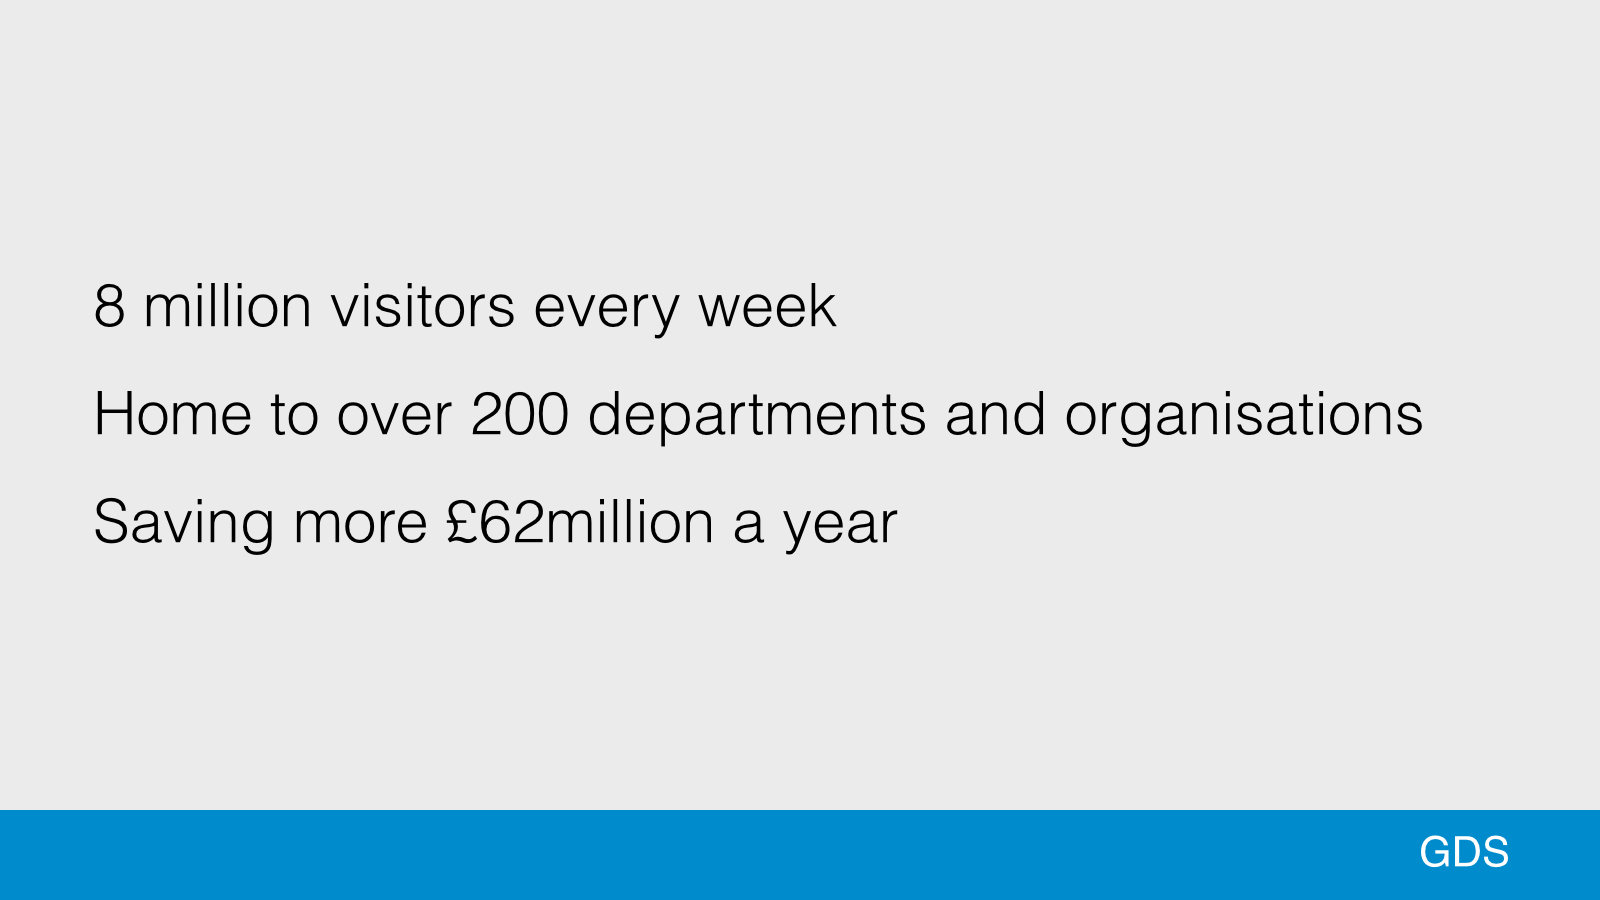 8 million visitors every week
Home to over 200 departments and organisations
Saving more £62million a year
GDS